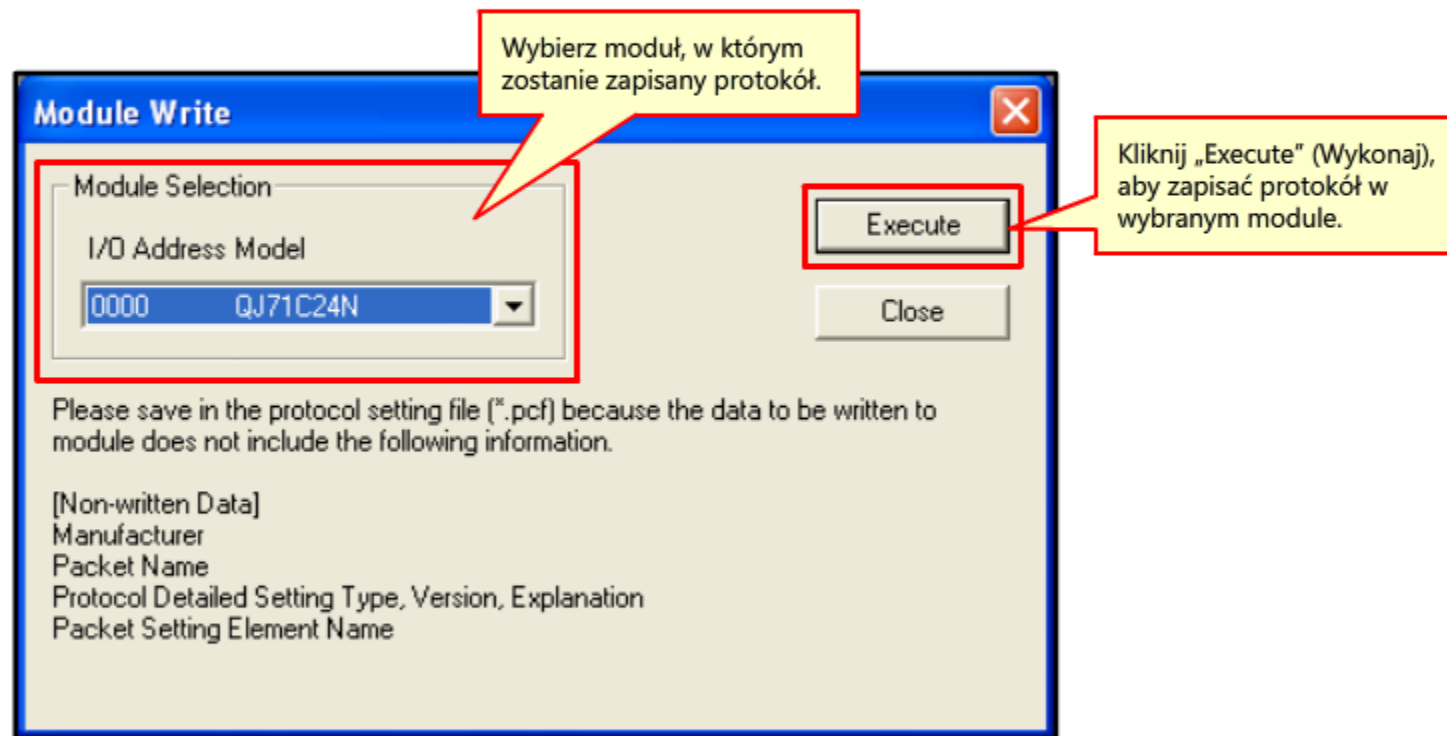 Wybierz moduł, w którym
zostanie zapisany protokół.
Module Write
Module Selection
I/O Address Model
0000 QJ71C24N
Execute
Close
Kliknij „Execute” (Wykonaj),
aby zapisać protokół w
wybranym module.
Please save in the protocol setting file (*.pcf) because the data to be written to
module does not include the following information.
[Non-written Data]
Manufacturer
Packet Name
Protocol Detailed Setting Type, Version, Explanation
Packet Setting Element Name